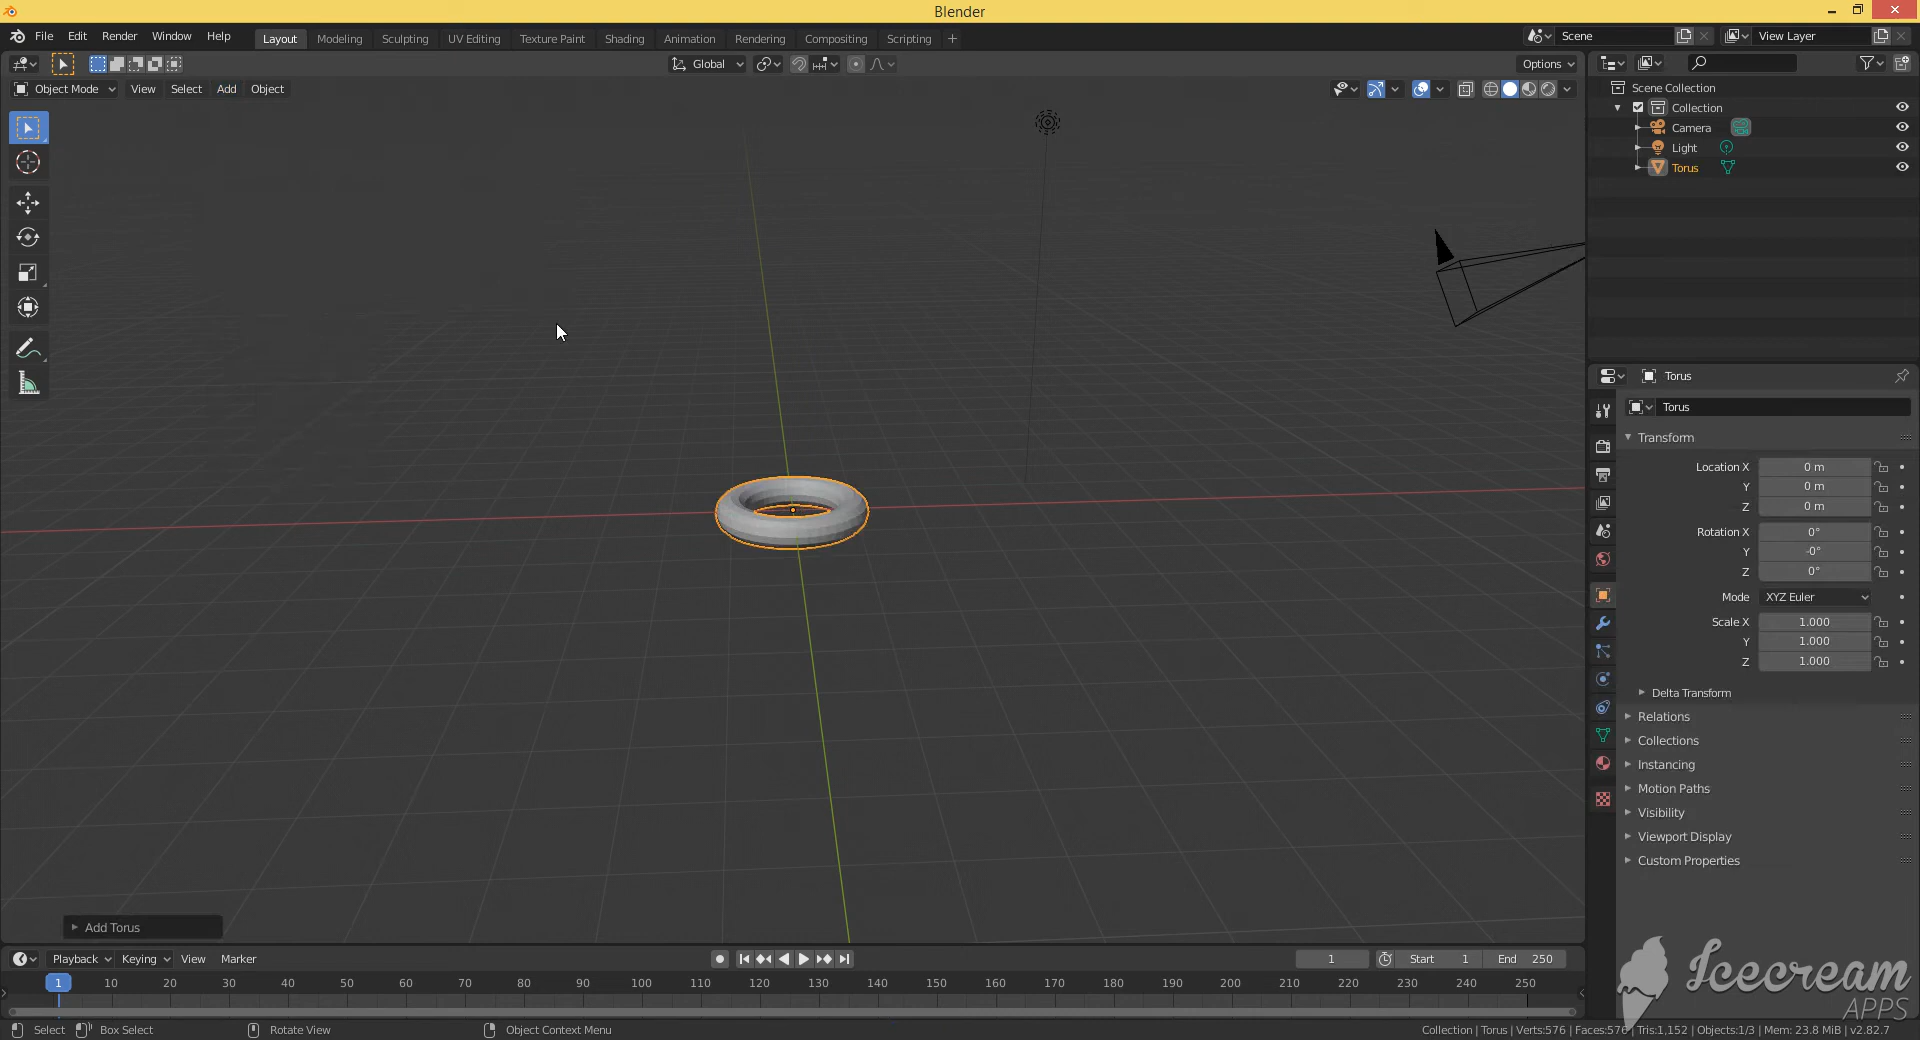 Blender
File Edit Render Window Help
Layout Modeling Sculpting UV Editing Texture Paint Shading Animation Rendering Compositing Scripting +
Scene
View Layer
Global
Options
Object Mode View Select Add Object
Scene Collection
Collection
Camera
Light
Torus
Torus
Torus
Transform
Location X 0 m
Y 0 m
Z 0 m
Rotation X 0°
Y -0°
Z 0°
Mode XYZ Euler
Scale X 1.000
Y 1.000
Z 1.000
Delta Transform
Relations
Collections
Instancing
Motion Paths
Visibility
Viewport Display
Custom Properties
Add Torus
Playback Keying View Marker
1
Start 1
End 250
1 10 20 30 40 50 60 70 80 90 100 110 120 130 140 150 160 170 180 190 200 210 220 230 240 250
Icecream
APPS
Select Box Select Rotate View Object Context Menu
Collection | Torus | Verts:576 | Faces:576 | Tris:1,152 | Objects:1/3 | Mem: 23.8 MiB | v2.82.7